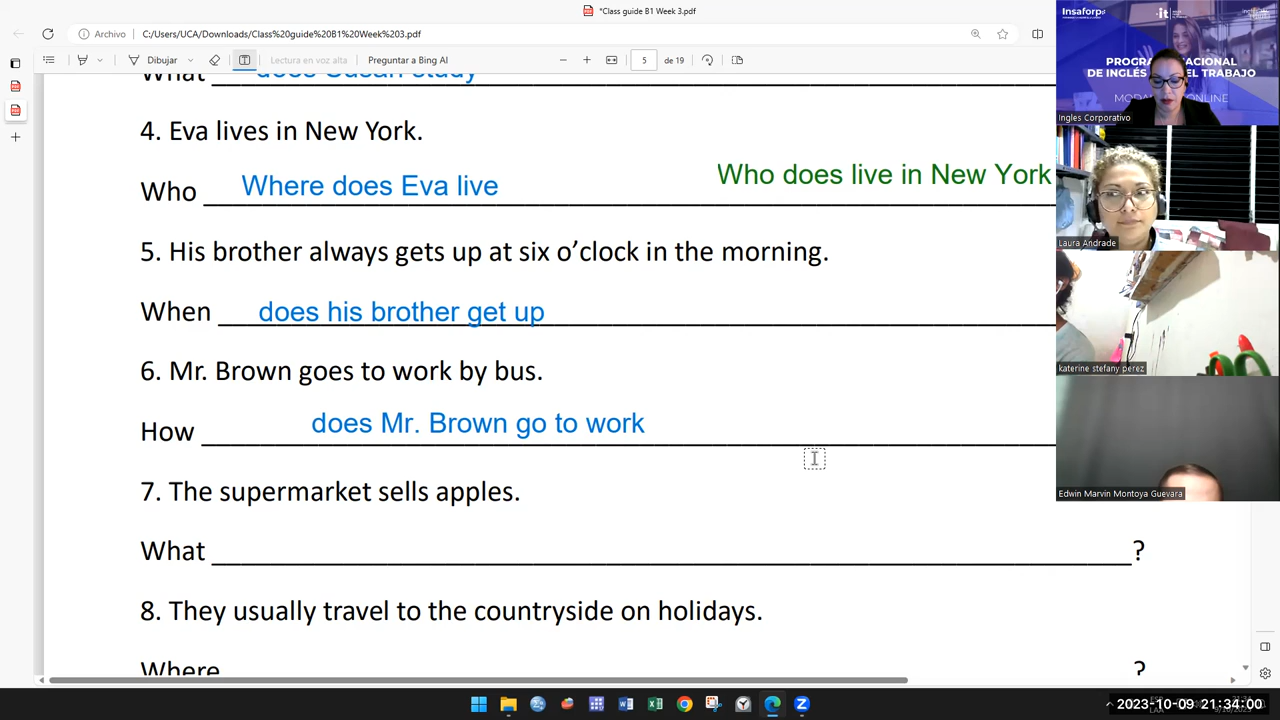 *Class guide B1 Week 3.pdf
Archivo C:/Users/UCA/Downloads/Class%20guide%20B1%20Week%203.pdf
Dibujar Lectura en voz alta Preguntar a Bing AI 5 de 19
What does Susan study
4. Eva lives in New York.
Who Where does Eva live
Who does live in New York
5. His brother always gets up at six o’clock in the morning.
When does his brother get up
6. Mr. Brown goes to work by bus.
How does Mr. Brown go to work
7. The supermarket sells apples.
What ?
8. They usually travel to the countryside on holidays.
Where ?
Insaforp
it
Ingles Corporativo
Laura Andrade
katerine stefany perez
Edwin Marvin Montoya Guevara
2023-10-09 21:34:00